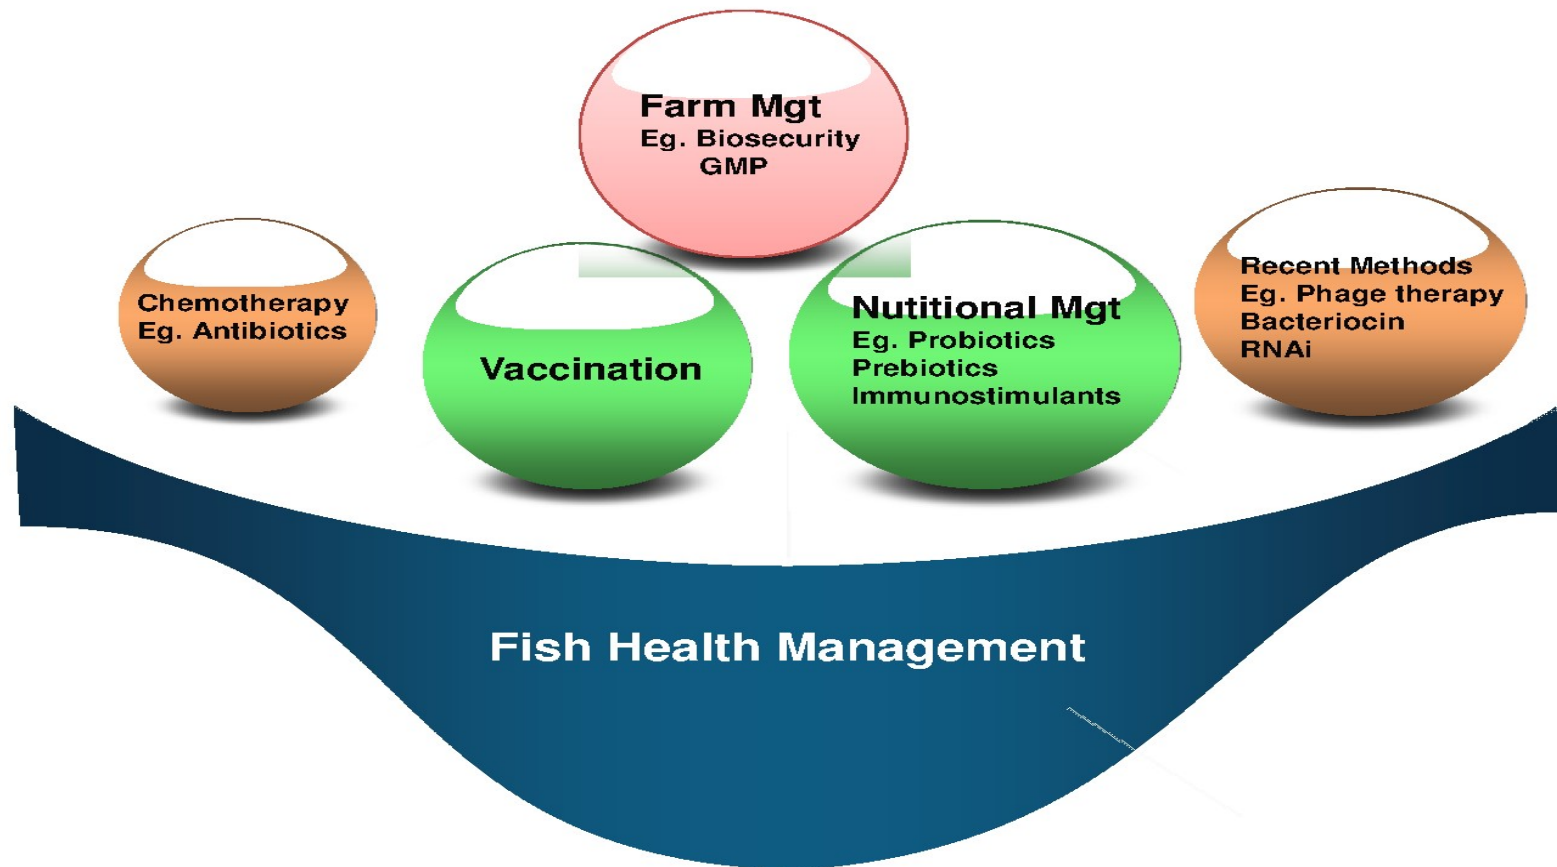 Farm Mgt
Eg. Biosecurity
GMP
Chemotherapy
Eg. Antibiotics
Vaccination
Nutitional Mgt
Eg. Probiotics
Prebiotics
Immunostimulants
Recent Methods
Eg. Phage therapy
Bacteriocin
RNAi
Fish Health Management